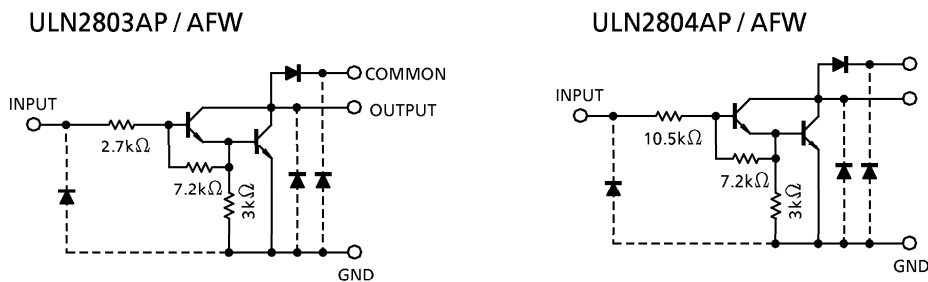 ULN2803AP / AFW
COMMON
OUTPUT
INPUT
2.7kΩ
7.2kΩ
3kΩ
GND
ULN2804AP / AFW
INPUT
10.5kΩ
7.2kΩ
3kΩ
GND